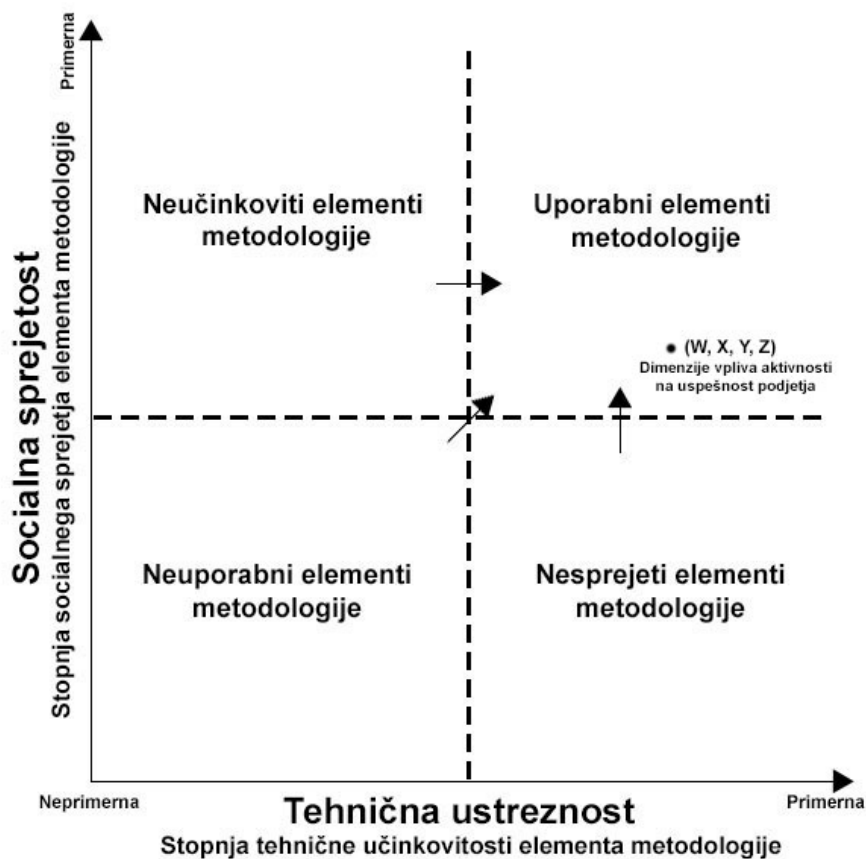 Primerna
Socialna sprejetost
Stopnja socialnega sprejetja elementa metodologije
Neučinkoviti elementi
metodologije
Uporabni elementi
metodologije
(W, X, Y, Z)
Dimenzije vpliva aktivnosti
na uspešnost podjetja
Neuporabni elementi
metodologije
Nesprejeti elementi
metodologije
Neprimerna
Tehnična ustreznost
Primerna
Stopnja tehnične učinkovitosti elementa metodologije